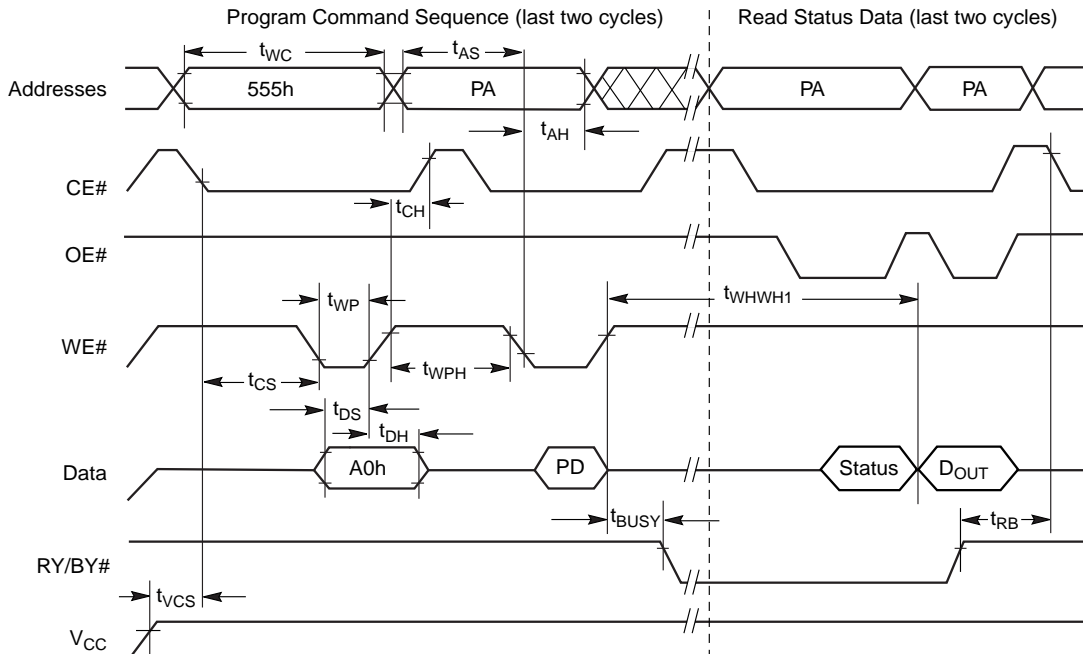 Program Command Sequence (last two cycles)
Read Status Data (last two cycles)
tWC
tAS
Addresses
555h
PA
PA
PA
tAH
CE#
tCH
OE#
tWP
tWHWH1
WE#
tWPH
tCS
tDS
tDH
Data
A0h
PD
Status
DOUT
tBUSY
tRB
RY/BY#
tVCS
VCC